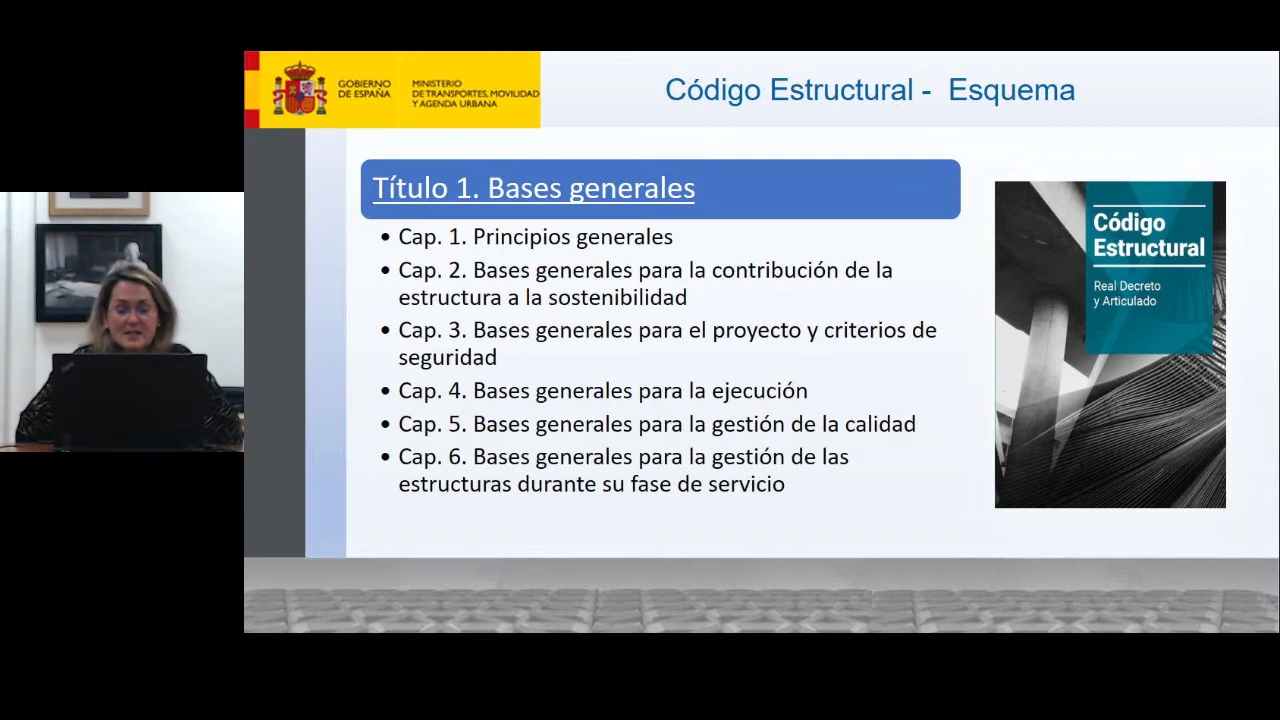 GOBIERNO
DE ESPAÑA
MINISTERIO
DE TRANSPORTES, MOVILIDAD
Y AGENDA URBANA
Código Estructural - Esquema
Título 1. Bases generales
• Cap. 1. Principios generales
• Cap. 2. Bases generales para la contribución de la
estructura a la sostenibilidad
• Cap. 3. Bases generales para el proyecto y criterios de
seguridad
• Cap. 4. Bases generales para la ejecución
• Cap. 5. Bases generales para la gestión de la calidad
• Cap. 6. Bases generales para la gestión de las
estructuras durante su fase de servicio
Código
Estructural
Real Decreto
y Articulado